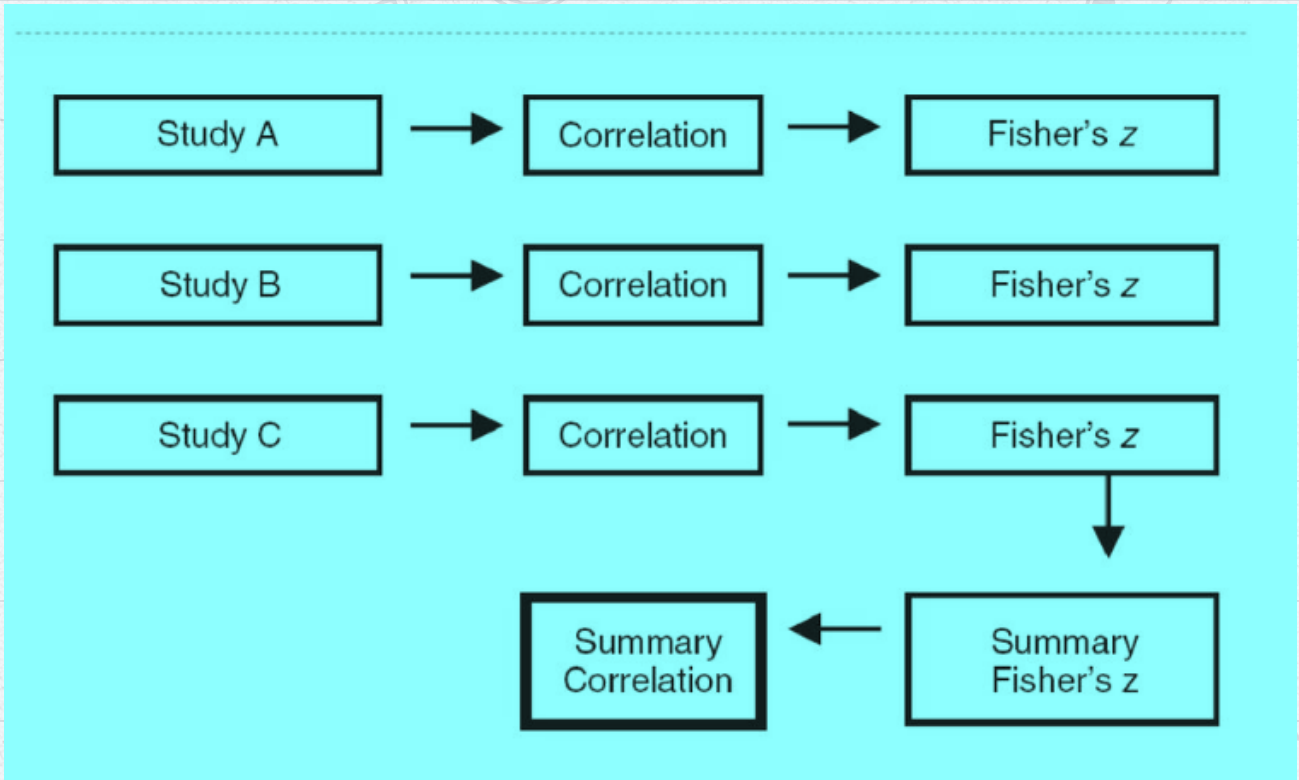 Study A
Correlation
Fisher's z
Study B
Correlation
Fisher's z
Study C
Correlation
Fisher's z
Summary
Correlation
Summary
Fisher's z